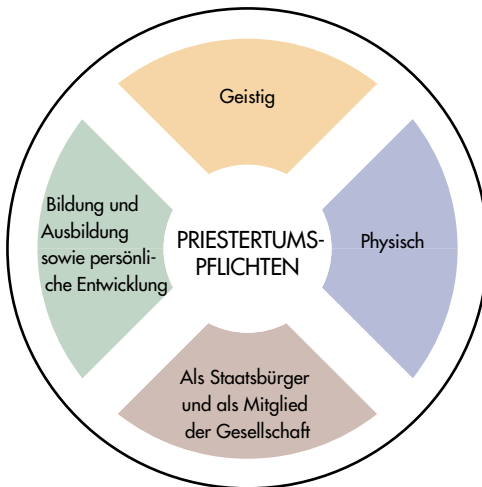 Geistig
Bildung und
Ausbildung
sowie persönli-
che Entwicklung
PRIESTERTUMS-
PFLICHTEN
Physisch
Als Staatsbürger
und als Mitglied
der Gesellschaft